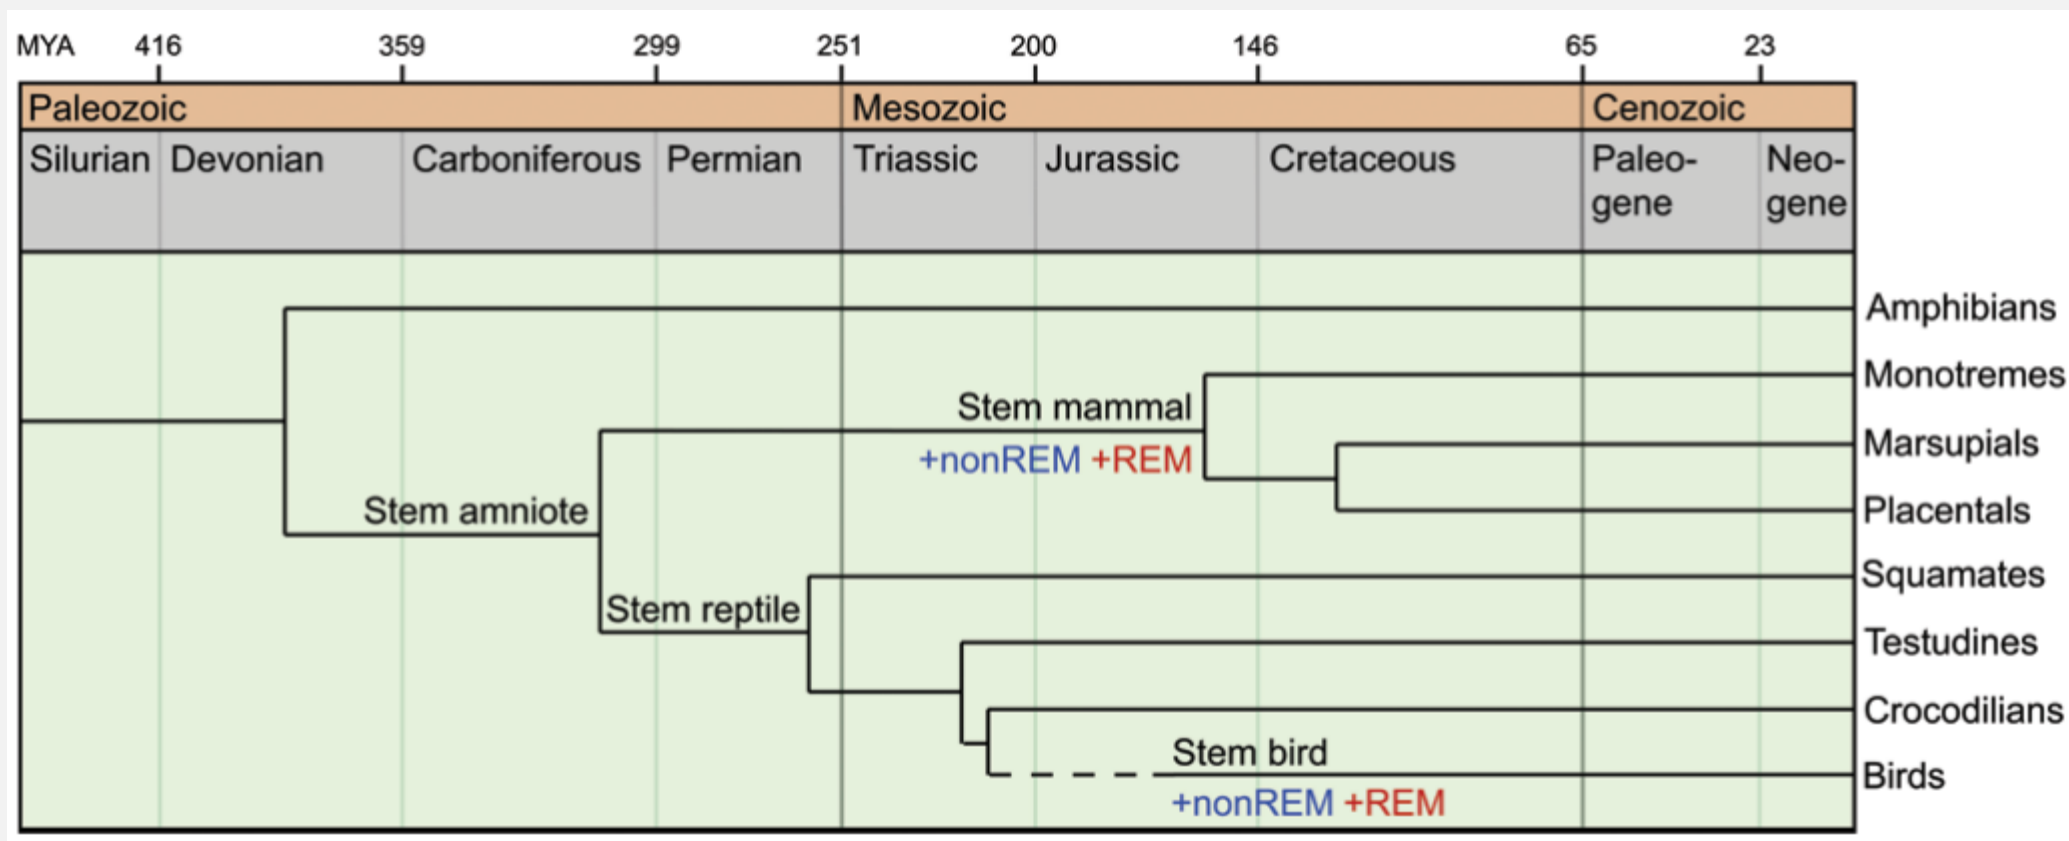 MYA 416 359 299 251 200 146 65 23
Paleozoic Mesozoic Cenozoic
Silurian Devonian Carboniferous Permian Triassic Jurassic Cretaceous Paleo- Neo-
gene gene
Amphibians
Monotremes
Stem mammal
Marsupials
+nonREM +REM
Stem amniote Placentals
Squamates
Stem reptile
Testudines
Crocodilians
Stem bird
Birds
+nonREM +REM